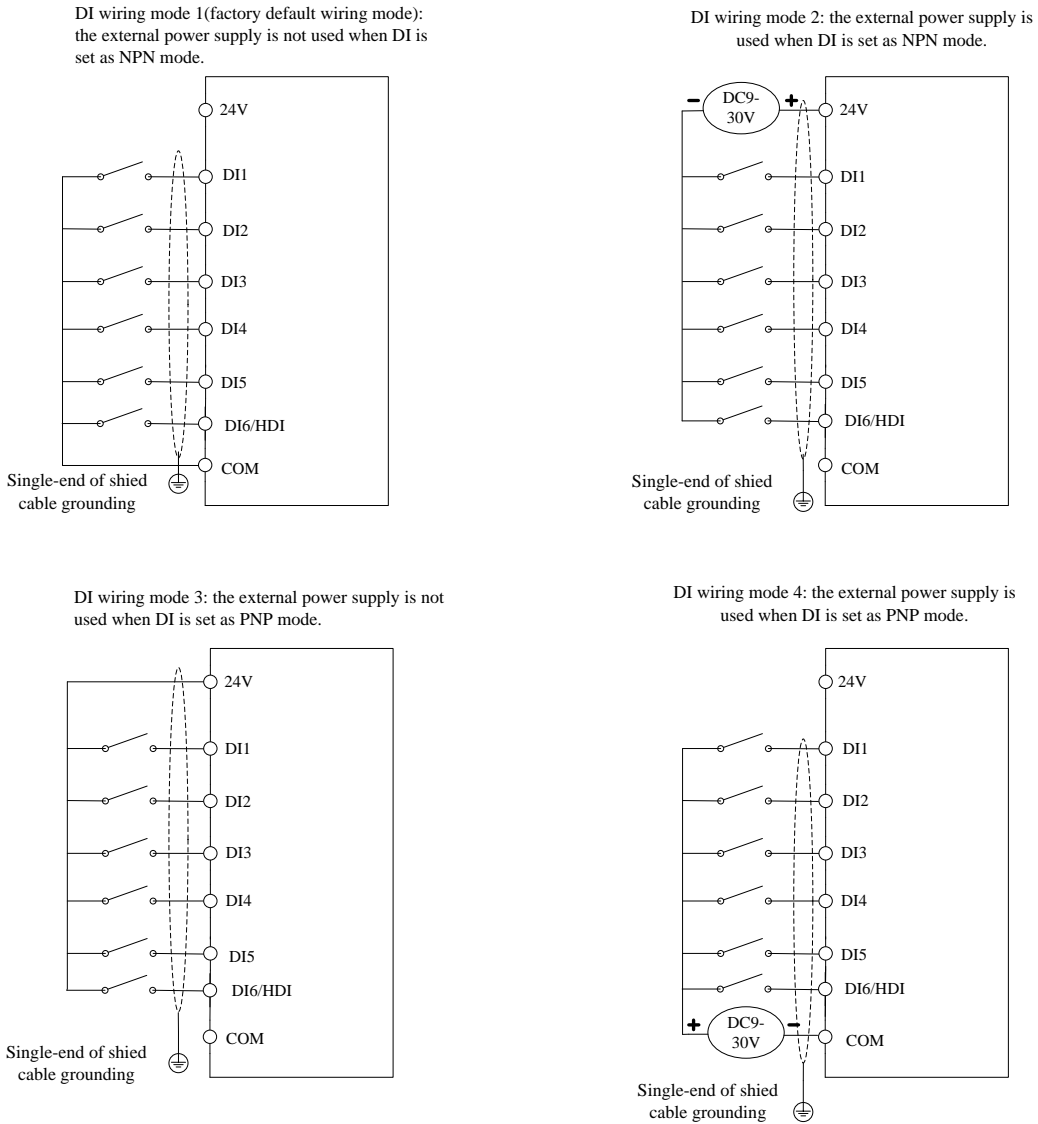 DI wiring mode 1(factory default wiring mode):
the external power supply is not used when DI is
set as NPN mode.
24V
DI1
DI2
DI3
DI4
DI5
DI6/HDI
COM
Single-end of shied
cable grounding
DI wiring mode 2: the external power supply is
used when DI is set as NPN mode.
− DC9- +
30V
24V
DI1
DI2
DI3
DI4
DI5
DI6/HDI
COM
Single-end of shied
cable grounding
DI wiring mode 3: the external power supply is not
used when DI is set as PNP mode.
24V
DI1
DI2
DI3
DI4
DI5
DI6/HDI
COM
Single-end of shied
cable grounding
DI wiring mode 4: the external power supply is
used when DI is set as PNP mode.
24V
DI1
DI2
DI3
DI4
DI5
DI6/HDI
+ DC9- −
30V
COM
Single-end of shied
cable grounding